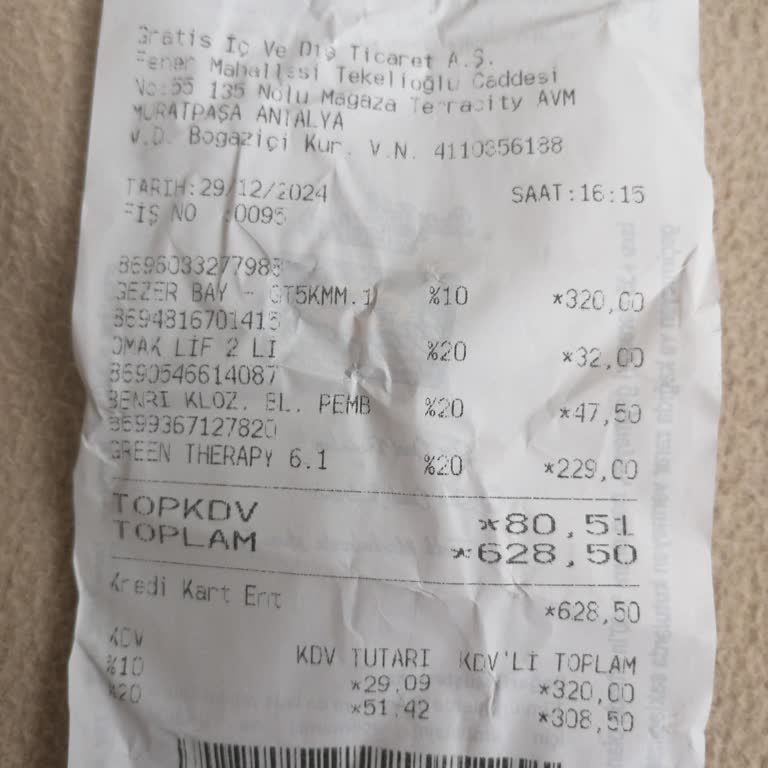 Gratis İç Ve Dış Ticaret A.Ş.
Fener Mahallesi Tekelioğlu Caddesi
No:55 135 Nolu Mağaza Terracity AVM
MURATPAŞA ANTALYA
V.D. Bogaziçi Kur. V.N. 4110356188
TARIH:29/12/2024 SAAT:16:15
FİŞ NO :0095
GEZER BAY - GT5KMM.1 %10 *320,00
8694816701415
OMAK LİF 2 Lİ %20 *32,00
8690546614087
BENRI KLOZ. EL. PEMB %20 *47,50
8699367127820
GREEN THERAPY 6.1 %20 *229,00
TOPKDV *80,51
TOPLAM *628,50
Kredi Kart *628,50
KDV KDV TUTARI KDV'Lİ TOPLAM
%10 *29.09 *320,00
%20 *51.42 *308,50